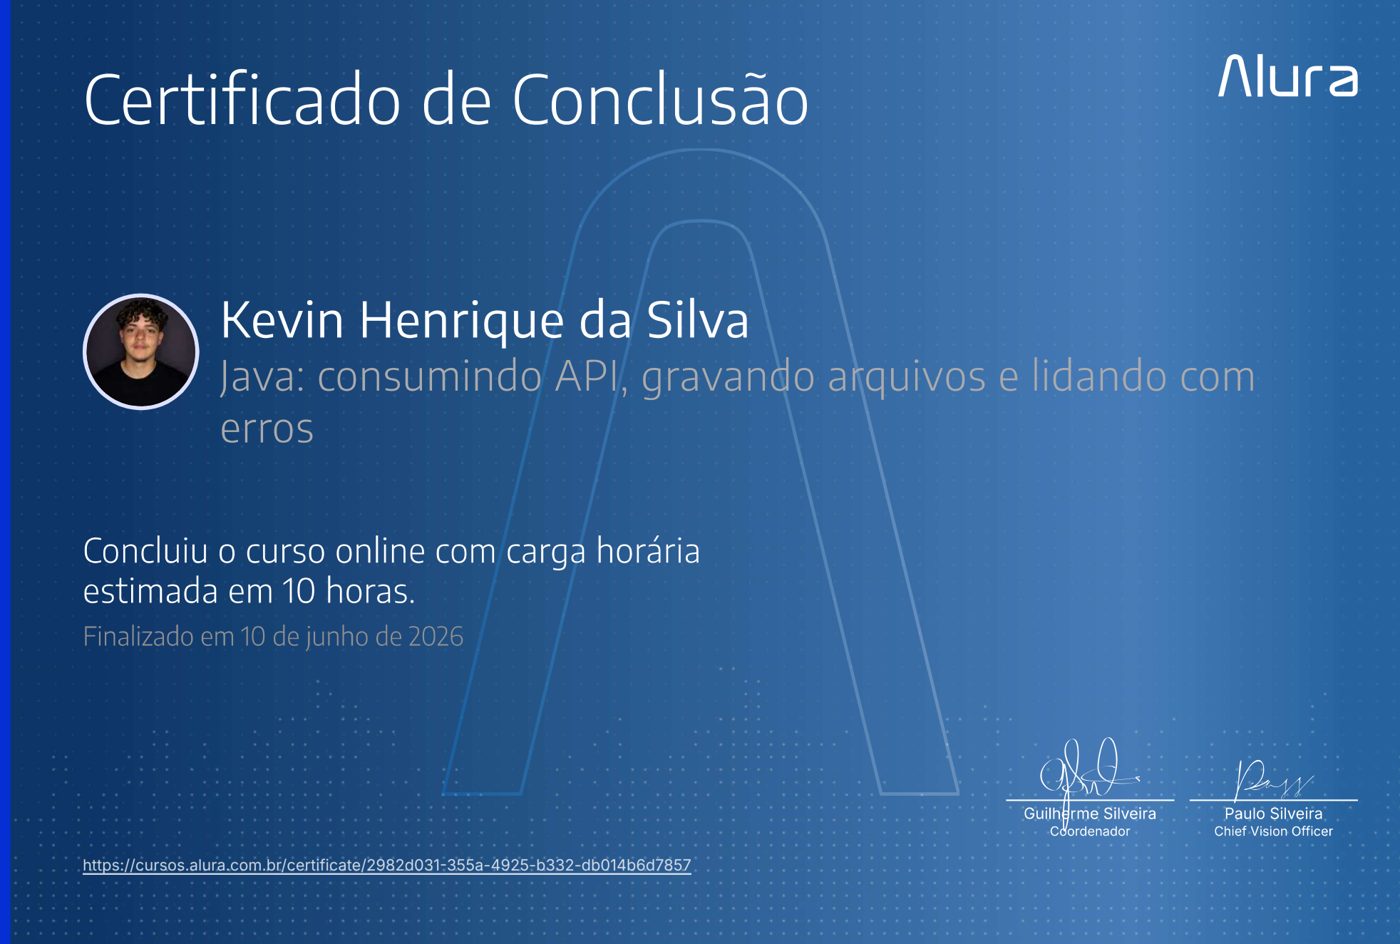 Certificado de Conclusão
Alura
Kevin Henrique da Silva
Java: consumindo API, gravando arquivos e lidando com
erros
Concluiu o curso online com carga horária
estimada em 10 horas.
Finalizado em 10 de junho de 2026
Guilherme Silveira
Coordenador
Paulo Silveira
Chief Vision Officer
https://cursos.alura.com.br/certificate/2982d031-355a-4925-b332-db014b6d7857